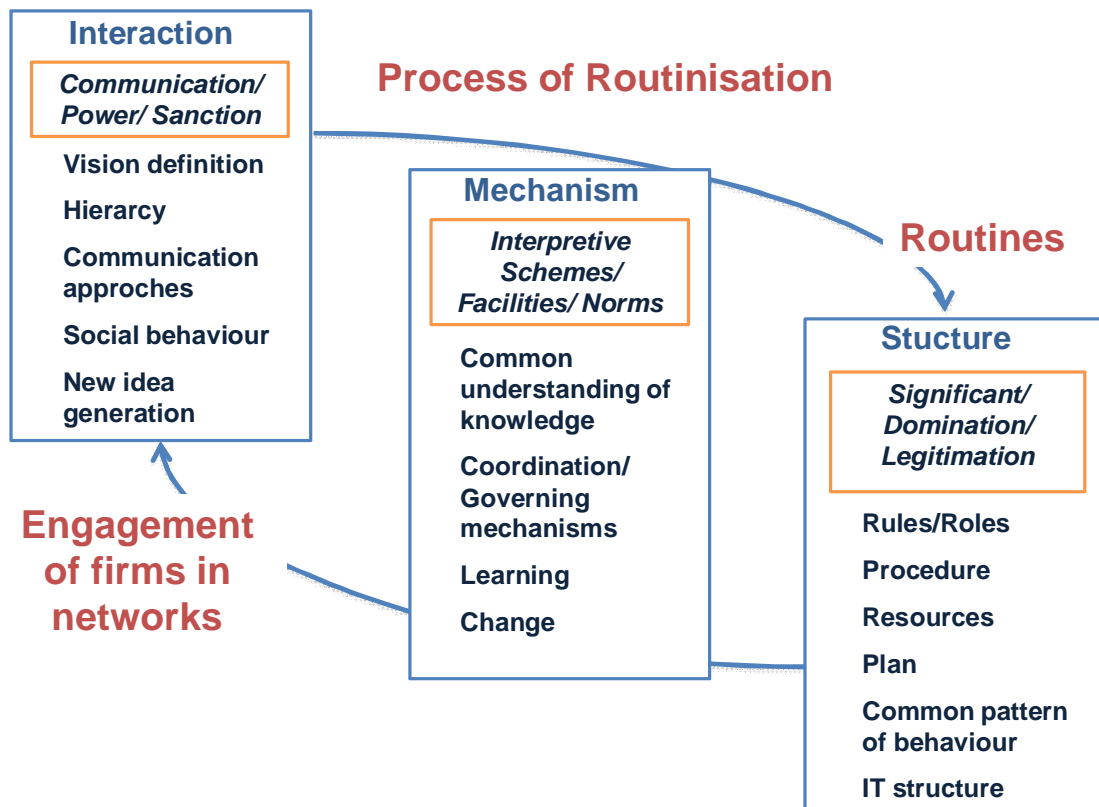 Interaction
Communication/
Power/ Sanction
Vision definition
Hierarcy
Communication
approches
Social behaviour
New idea
generation
Process of Routinisation
Mechanism
Interpretive
Schemes/
Facilities/ Norms
Common
understanding of
knowledge
Coordination/
Governing
mechanisms
Learning
Change
Routines
Stucture
Significant/
Domination/
Legitimation
Rules/Roles
Procedure
Resources
Plan
Common pattern
of behaviour
IT structure
Engagement
of firms in
networks